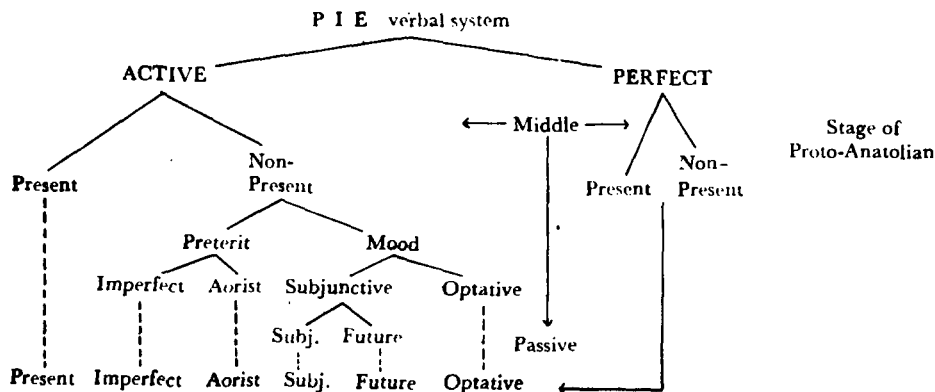 P I E verbal system
ACTIVE
PERFECT
Middle
Stage of
Proto-Anatolian
Non-
Present
Present
Present
Non-
Present
Preterit
Mood
Imperfect
Aorist
Subjunctive
Optative
Subj.
Future
Passive
Present
Imperfect
Aorist
Subj.
Future
Optative